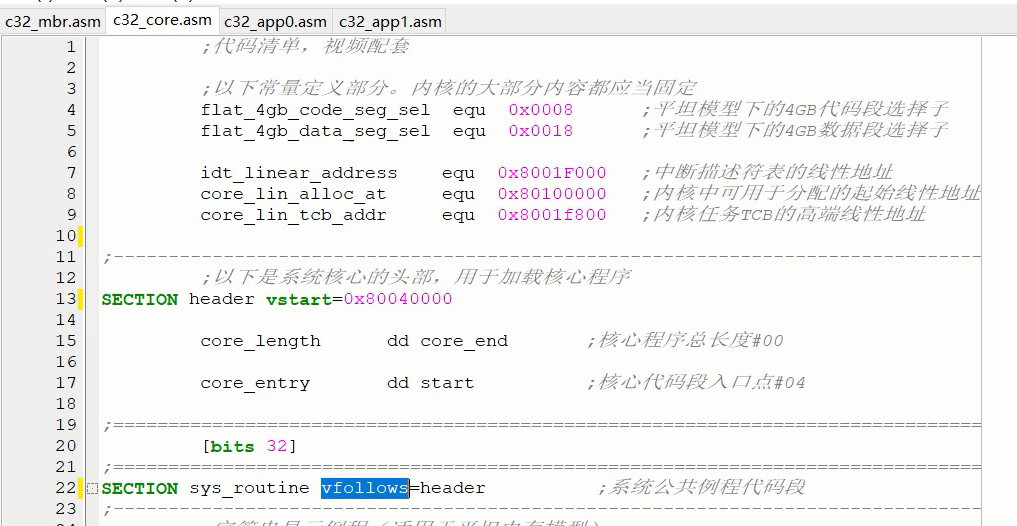 c32_mbr.asm c32_core.asm c32_app0.asm c32_app1.asm
1 ;代码清单，视频配套
2
3 ;以下常量定义部分。内核的大部分内容都应当固定
4 flat_4gb_code_seg_sel equ 0x0008 ;平坦模型下的4GB代码段选择子
5 flat_4gb_data_seg_sel equ 0x0018 ;平坦模型下的4GB数据段选择子
6
7 idt_linear_address equ 0x8001F000 ;中断描述符表的线性地址
8 core_lin_alloc_at equ 0x80100000 ;内核中可用于分配的起始线性地址
9 core_lin_tcb_addr equ 0x8001f800 ;内核任务TCB的高端线性地址
10
11 ;-------------------------------------------------------------------------------
12 ;以下是系统核心的头部，用于加载核心程序
13 SECTION header vstart=0x80040000
14
15 core_length dd core_end ;核心程序总长度#00
16
17 core_entry dd start ;核心代码段入口点#04
18
19 ;===============================================================================
20 [bits 32]
21 ;===============================================================================
22 SECTION sys_routine vfollows=header ;系统公共例程代码段
23 ;-------------------------------------------------------------------------------